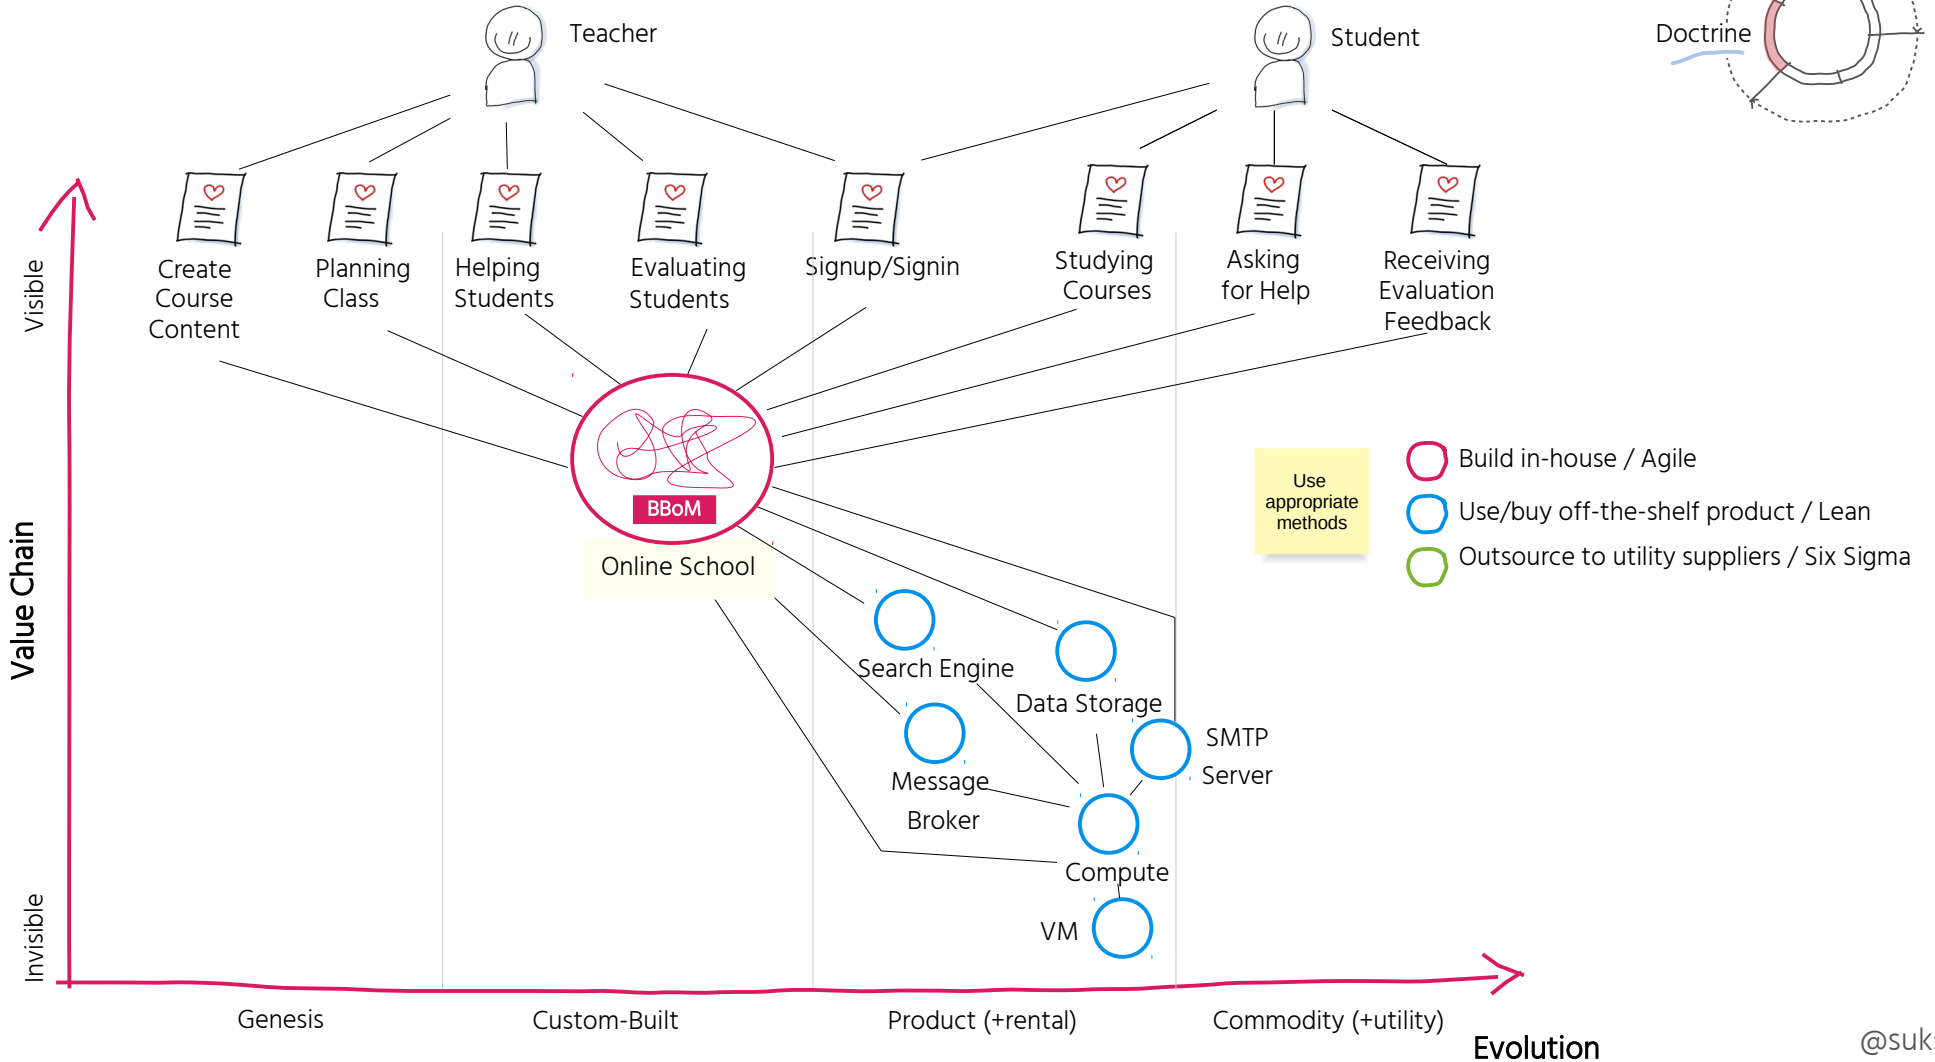 Teacher
Student
Doctrine
Create
Course
Content
Planning
Class
Helping
Students
Evaluating
Students
Signup/Signin
Studying
Courses
Asking
for Help
Receiving
Evaluation
Feedback
Visible
Value Chain
Invisible
BBoM
Online School
Use
appropriate
methods
Build in-house / Agile
Use/buy off-the-shelf product / Lean
Outsource to utility suppliers / Six Sigma
Search Engine
Data Storage
SMTP
Server
Message
Broker
Compute
VM
Genesis
Custom-Built
Product (+rental)
Commodity (+utility)
Evolution